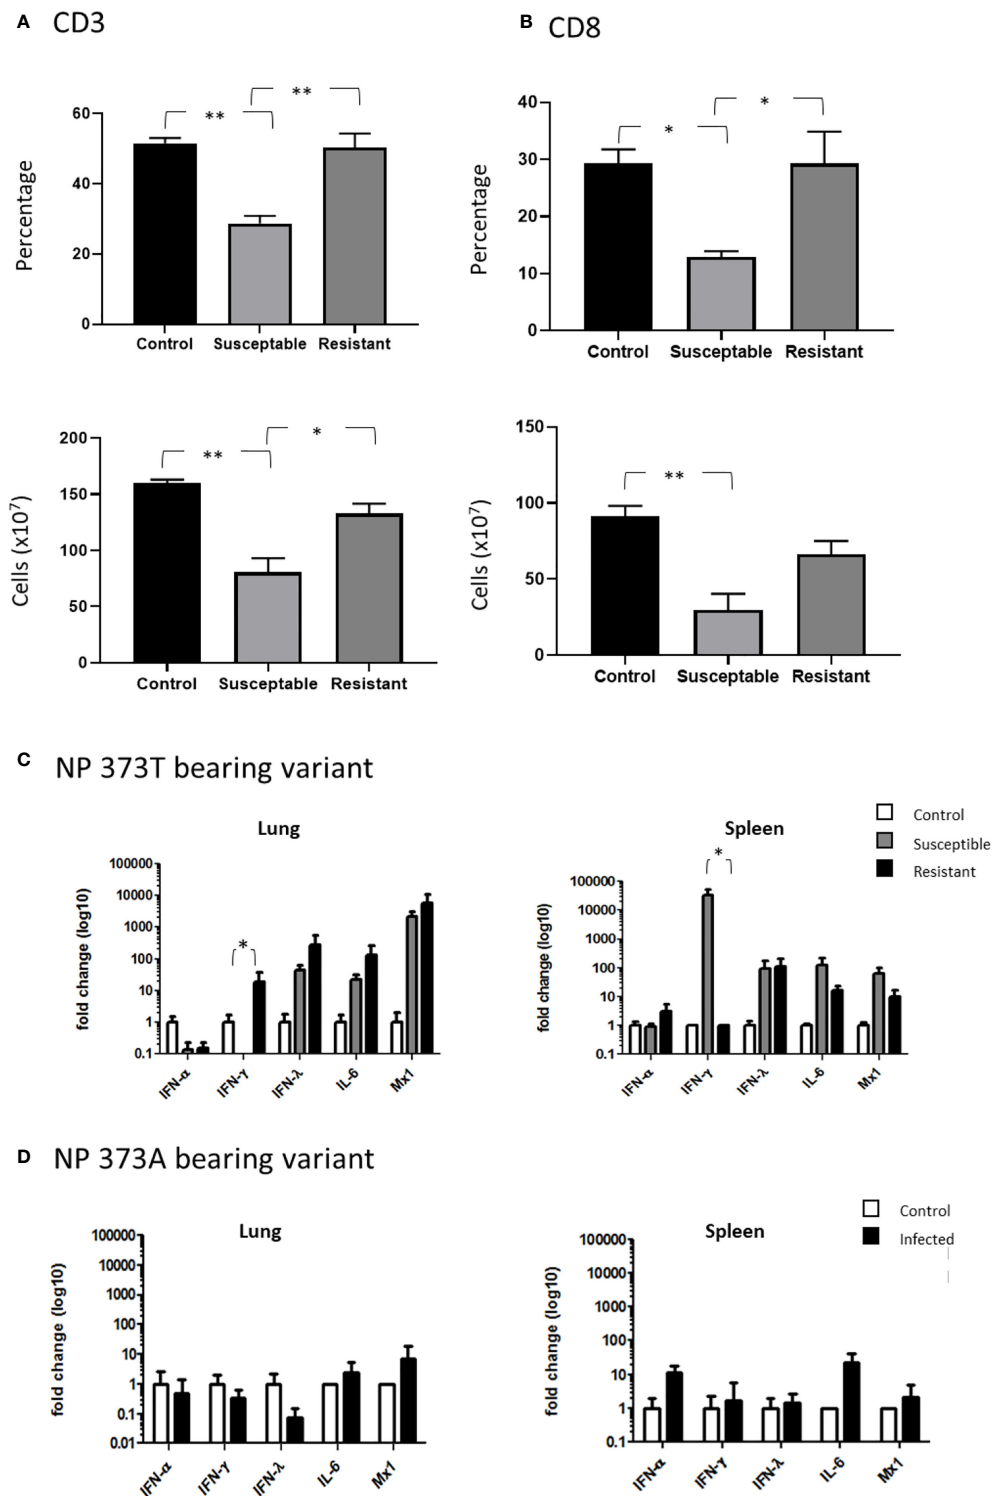 A CD3
B CD8
** **
60
40
20
0
Percentage
Control Susceptable Resistant
* *
40
30
20
10
0
Percentage
Control Susceptable Resistant
** *
200
150
100
50
0
Cells (x10⁷)
Control Susceptable Resistant
**
150
100
50
0
Cells (x10⁷)
Control Susceptable Resistant
C NP 373T bearing variant
Lung
fold change (log10)
100000
10000
1000
100
10
1
0.1
*
IFN-α IFN-γ IFN-λ IL-6 Mx1
Spleen
fold change (log10)
100000
10000
1000
100
10
1
0.1
*
IFN-α IFN-γ IFN-λ IL-6 Mx1
Control
Susceptible
Resistant
D NP 373A bearing variant
Lung
fold change (log10)
100000
10000
1000
100
10
1
0.1
0.01
IFN-α IFN-γ IFN-λ IL-6 Mx1
Spleen
fold change (log10)
100000
10000
1000
100
10
1
0.1
IFN-α IFN-γ IFN-λ IL-6 Mx1
Control
Infected